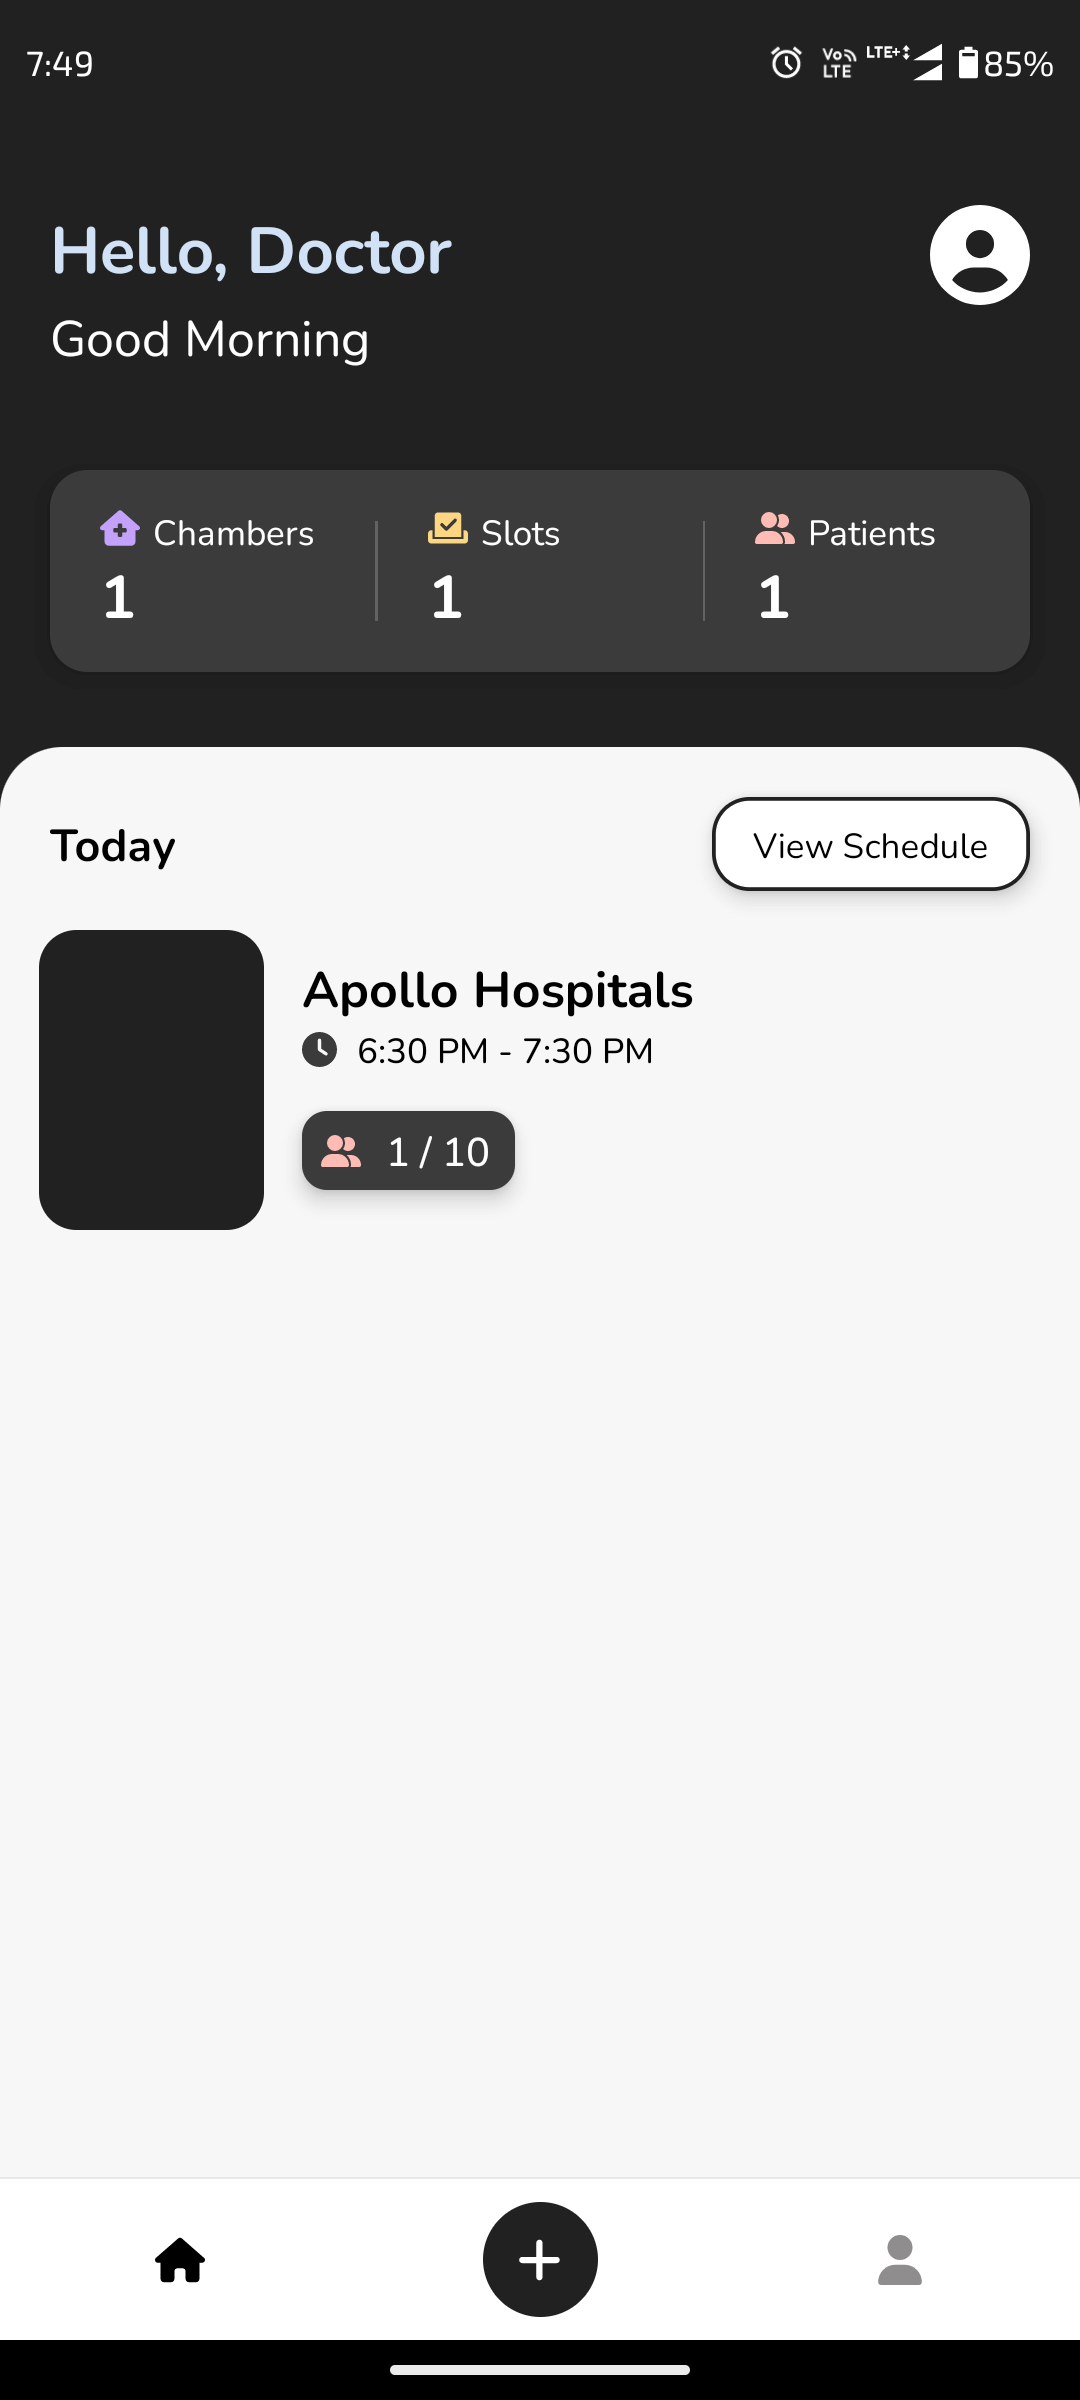 7:49
Vo LTE LTE+ 85%
Hello, Doctor
Good Morning
Chambers Slots Patients
1 1 1
Today View Schedule
Apollo Hospitals
6:30 PM - 7:30 PM
1 / 10